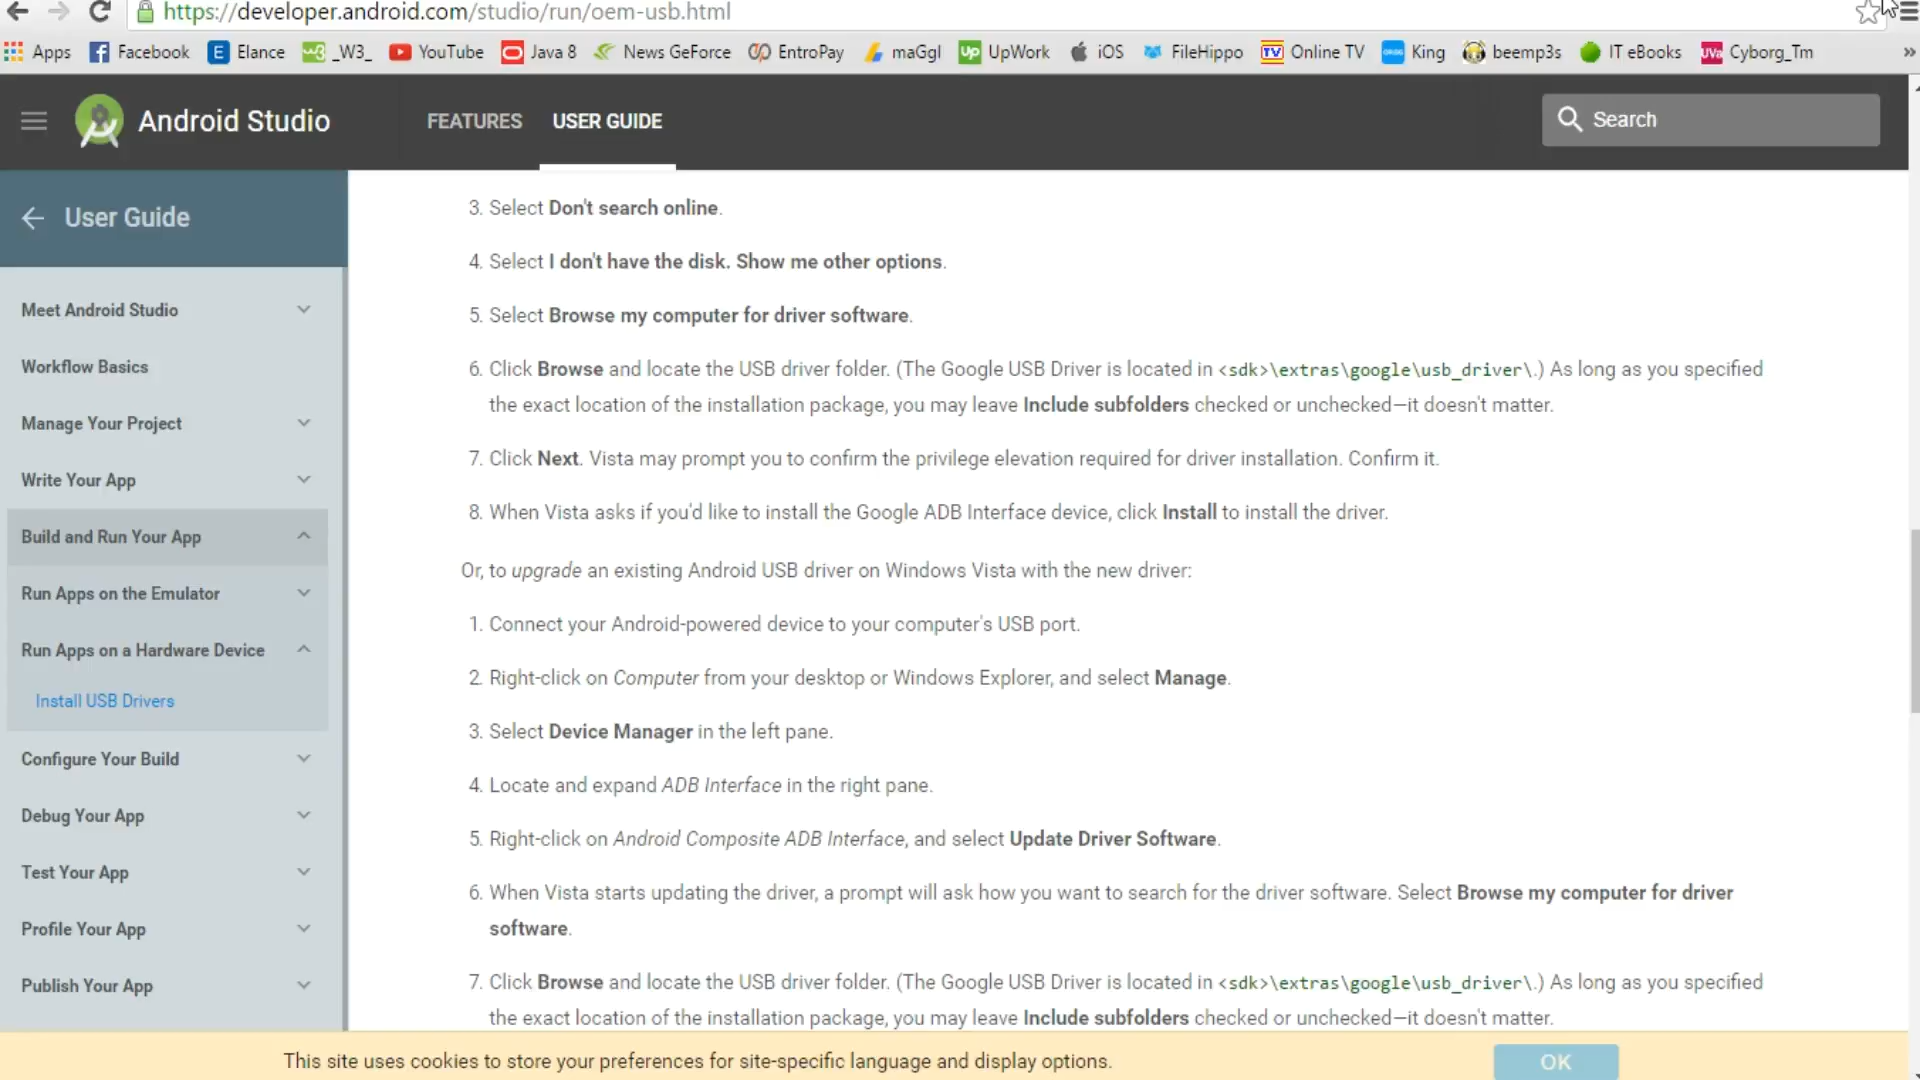 https://developer.android.com/studio/run/oem-usb.html
Apps Facebook Elance _W3_ YouTube Java 8 News GeForce EntroPay maGgl UpWork iOS FileHippo Online TV King beemp3s IT eBooks Cyborg_Tm »
Android Studio FEATURES USER GUIDE Search
User Guide
Meet Android Studio
Workflow Basics
Manage Your Project
Write Your App
Build and Run Your App
Run Apps on the Emulator
Run Apps on a Hardware Device
Install USB Drivers
Configure Your Build
Debug Your App
Test Your App
Profile Your App
Publish Your App
3. Select Don't search online.
4. Select I don't have the disk. Show me other options.
5. Select Browse my computer for driver software.
6. Click Browse and locate the USB driver folder. (The Google USB Driver is located in <sdk>\extras\google\usb_driver\.) As long as you specified
the exact location of the installation package, you may leave Include subfolders checked or unchecked—it doesn't matter.
7. Click Next. Vista may prompt you to confirm the privilege elevation required for driver installation. Confirm it.
8. When Vista asks if you'd like to install the Google ADB Interface device, click Install to install the driver.
Or, to upgrade an existing Android USB driver on Windows Vista with the new driver:
1. Connect your Android-powered device to your computer's USB port.
2. Right-click on Computer from your desktop or Windows Explorer, and select Manage.
3. Select Device Manager in the left pane.
4. Locate and expand ADB Interface in the right pane.
5. Right-click on Android Composite ADB Interface, and select Update Driver Software.
6. When Vista starts updating the driver, a prompt will ask how you want to search for the driver software. Select Browse my computer for driver
software.
7. Click Browse and locate the USB driver folder. (The Google USB Driver is located in <sdk>\extras\google\usb_driver\.) As long as you specified
the exact location of the installation package, you may leave Include subfolders checked or unchecked—it doesn't matter.
This site uses cookies to store your preferences for site-specific language and display options.
OK